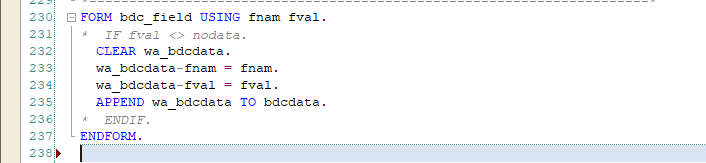 229 *----------------------------------------------------------------------*
230 FORM bdc_field USING fnam fval.
231 *  IF fval <> nodata.
232   CLEAR wa_bdcdata.
233   wa_bdcdata-fnam = fnam.
234   wa_bdcdata-fval = fval.
235   APPEND wa_bdcdata TO bdcdata.
236 *  ENDIF.
237 ENDFORM.
238